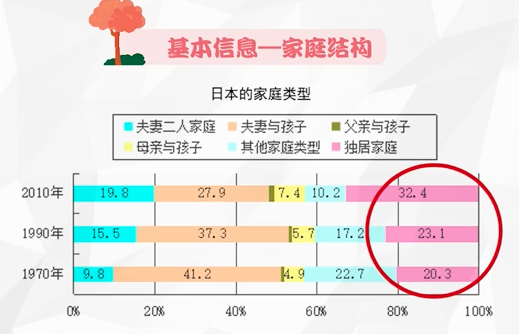 基本信息—家庭结构
日本的家庭类型
夫妻二人家庭 夫妻与孩子 父亲与孩子
母亲与孩子 其他家庭类型 独居家庭
2010年 19.8 27.9 7.4 10.2 32.4
1990年 15.5 37.3 5.7 17.2 23.1
1970年 9.8 41.2 4.9 22.7 20.3
0% 20% 40% 60% 80% 100%